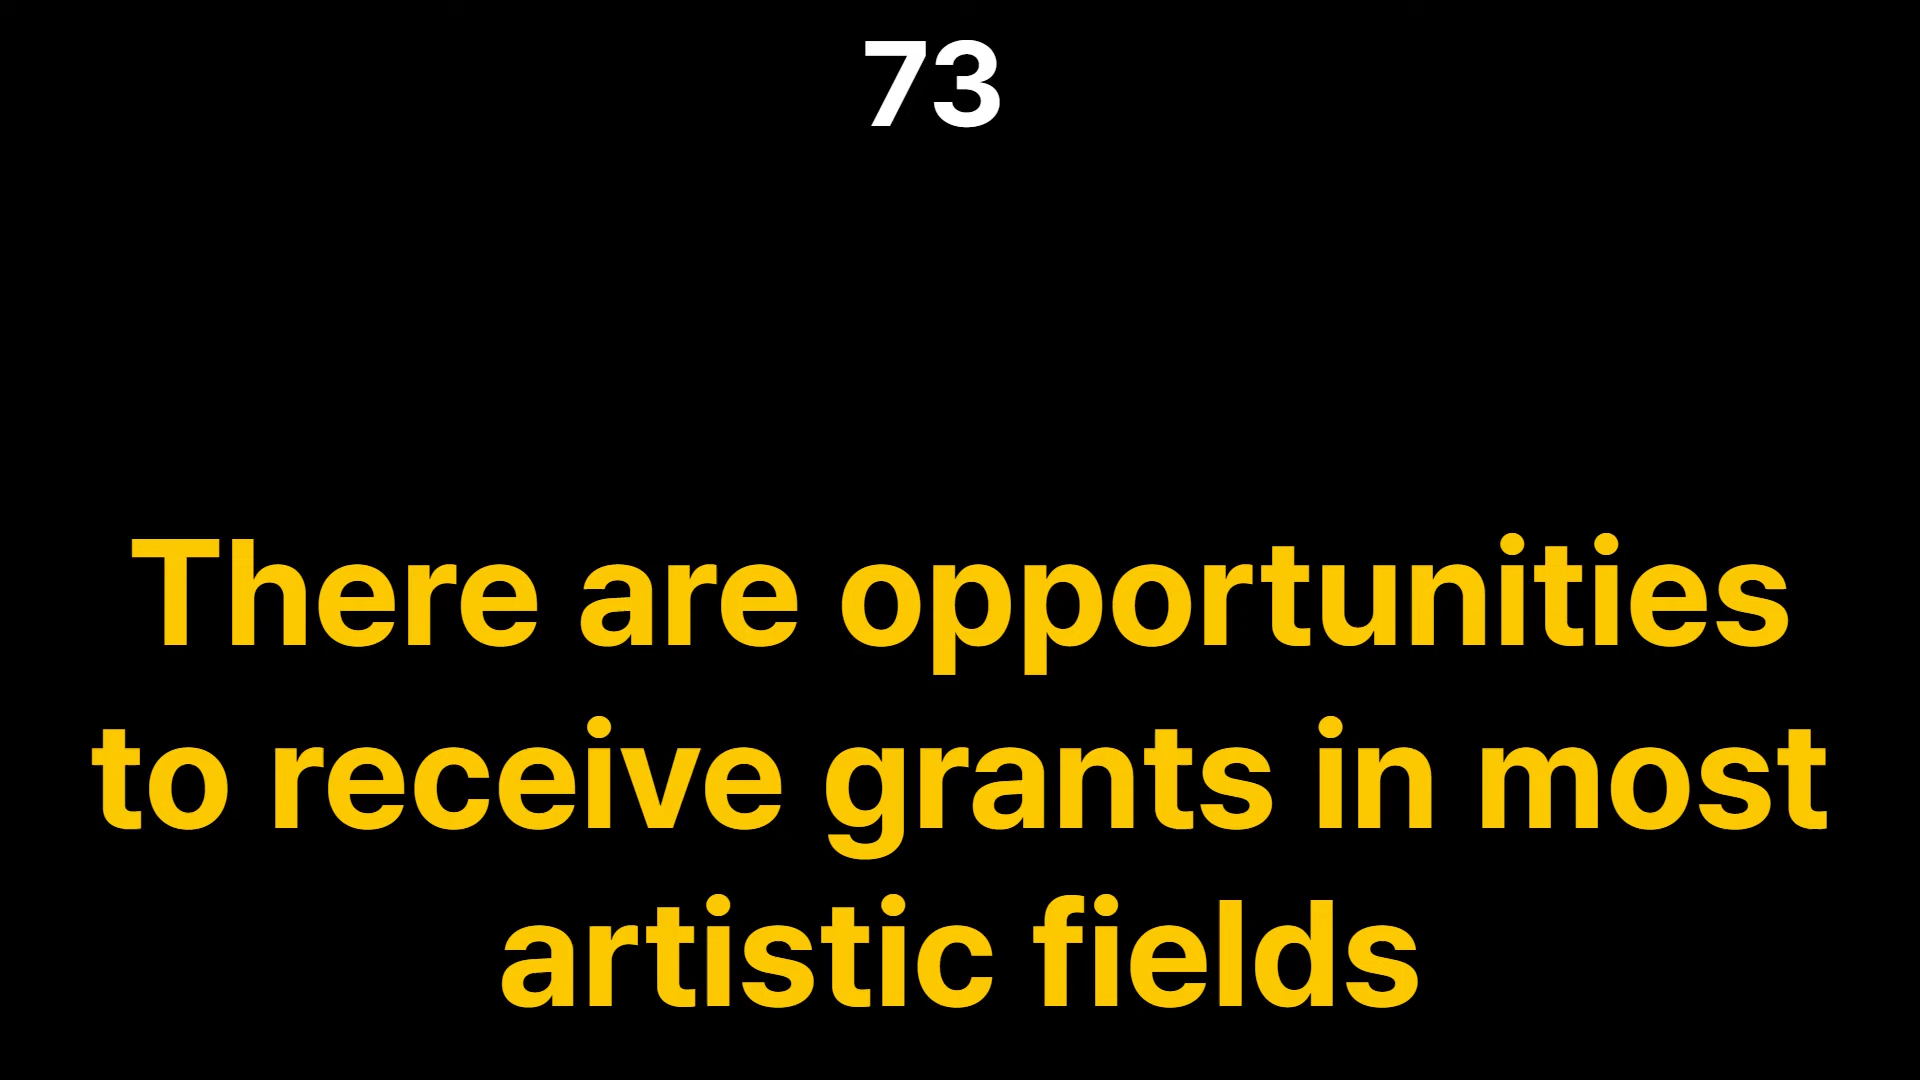 73
There are opportunities
to receive grants in most
artistic fields